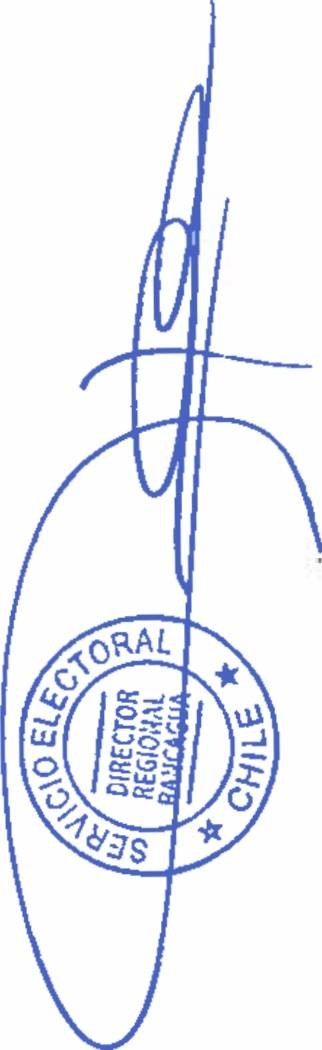 SERVICIO ELECTORAL
★ CHILE ★
DIRECTOR
REGIONAL
RANCAGUA